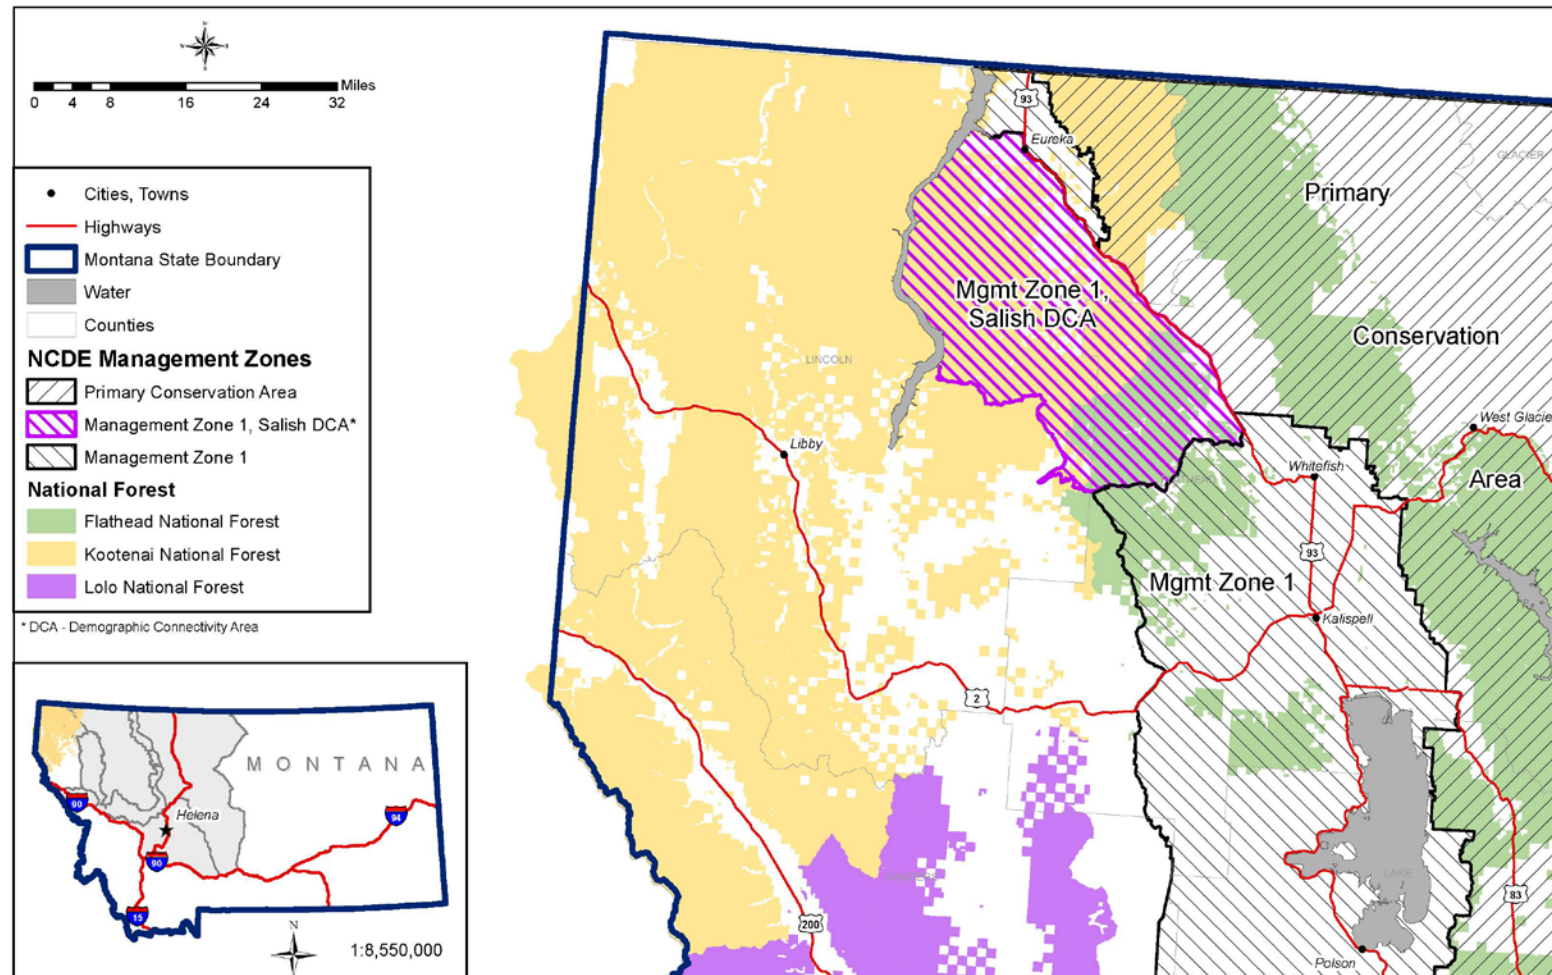 N
W E
S
Miles
0 4 8 16 24 32
Cities, Towns
Highways
Montana State Boundary
Water
Counties
NCDE Management Zones
Primary Conservation Area
Management Zone 1, Salish DCA*
Management Zone 1
National Forest
Flathead National Forest
Kootenai National Forest
Lolo National Forest
* DCA - Demographic Connectivity Area
MONTANA
90
Helena
94
90
15
N
1:8,550,000
93
Eureka
GLACIER
Primary
Mgmt Zone 1,
Salish DCA
Conservation
LINCOLN
West Glacie
Libby
Whitefish
Area
93
Mgmt Zone 1
Kalispell
2
LAKE
83
200
Polson